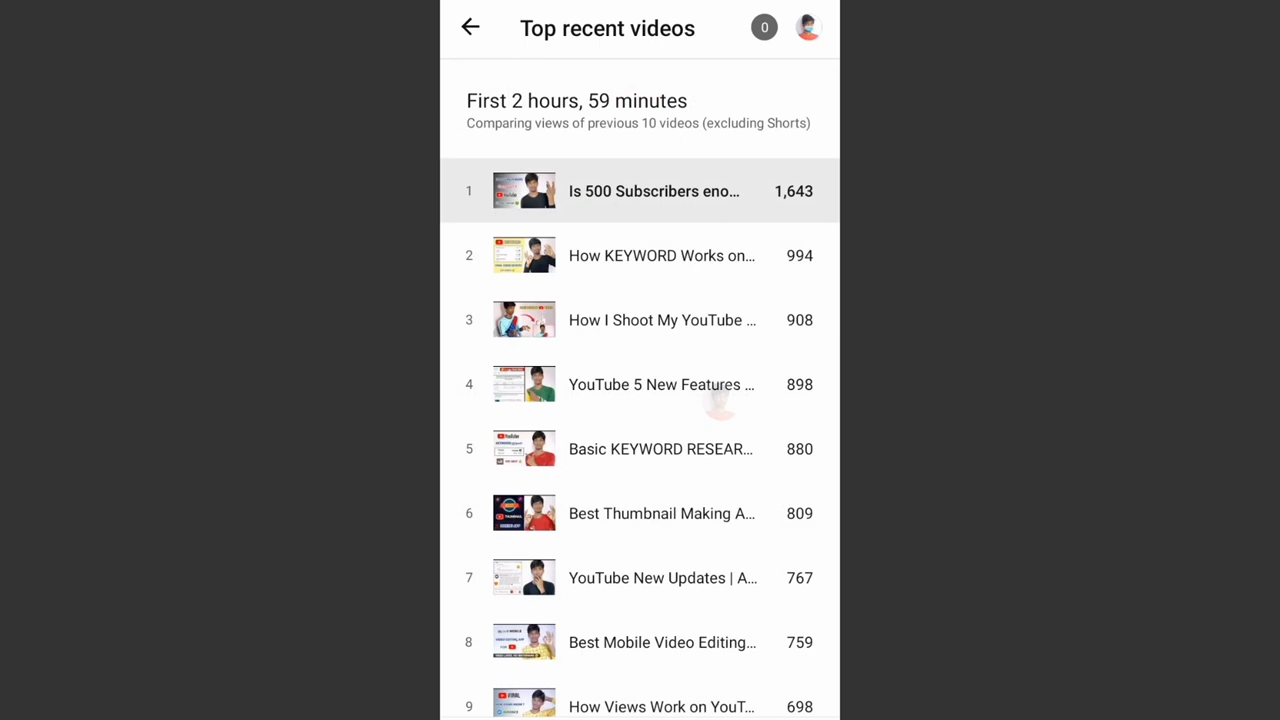 Top recent videos
0
First 2 hours, 59 minutes
Comparing views of previous 10 videos (excluding Shorts)
1 Is 500 Subscribers eno... 1,643
2 How KEYWORD Works on... 994
3 How I Shoot My YouTube ... 908
4 YouTube 5 New Features ... 898
5 Basic KEYWORD RESEAR... 880
6 Best Thumbnail Making A... 809
7 YouTube New Updates | A... 767
8 Best Mobile Video Editing... 759
9 How Views Work on YouT... 698